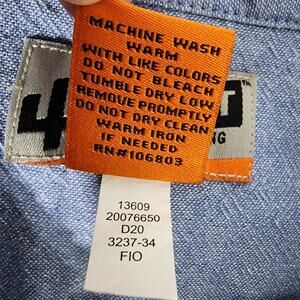 MACHINE WASH
WARM
WITH LIKE COLORS
DO NOT BLEACH
TUMBLE DRY LOW
REMOVE PROMPTLY
DO NOT DRY CLEAN
WARM IRON
IF NEEDED
RN#106803
13609
20076650
D20
3237-34
FIO